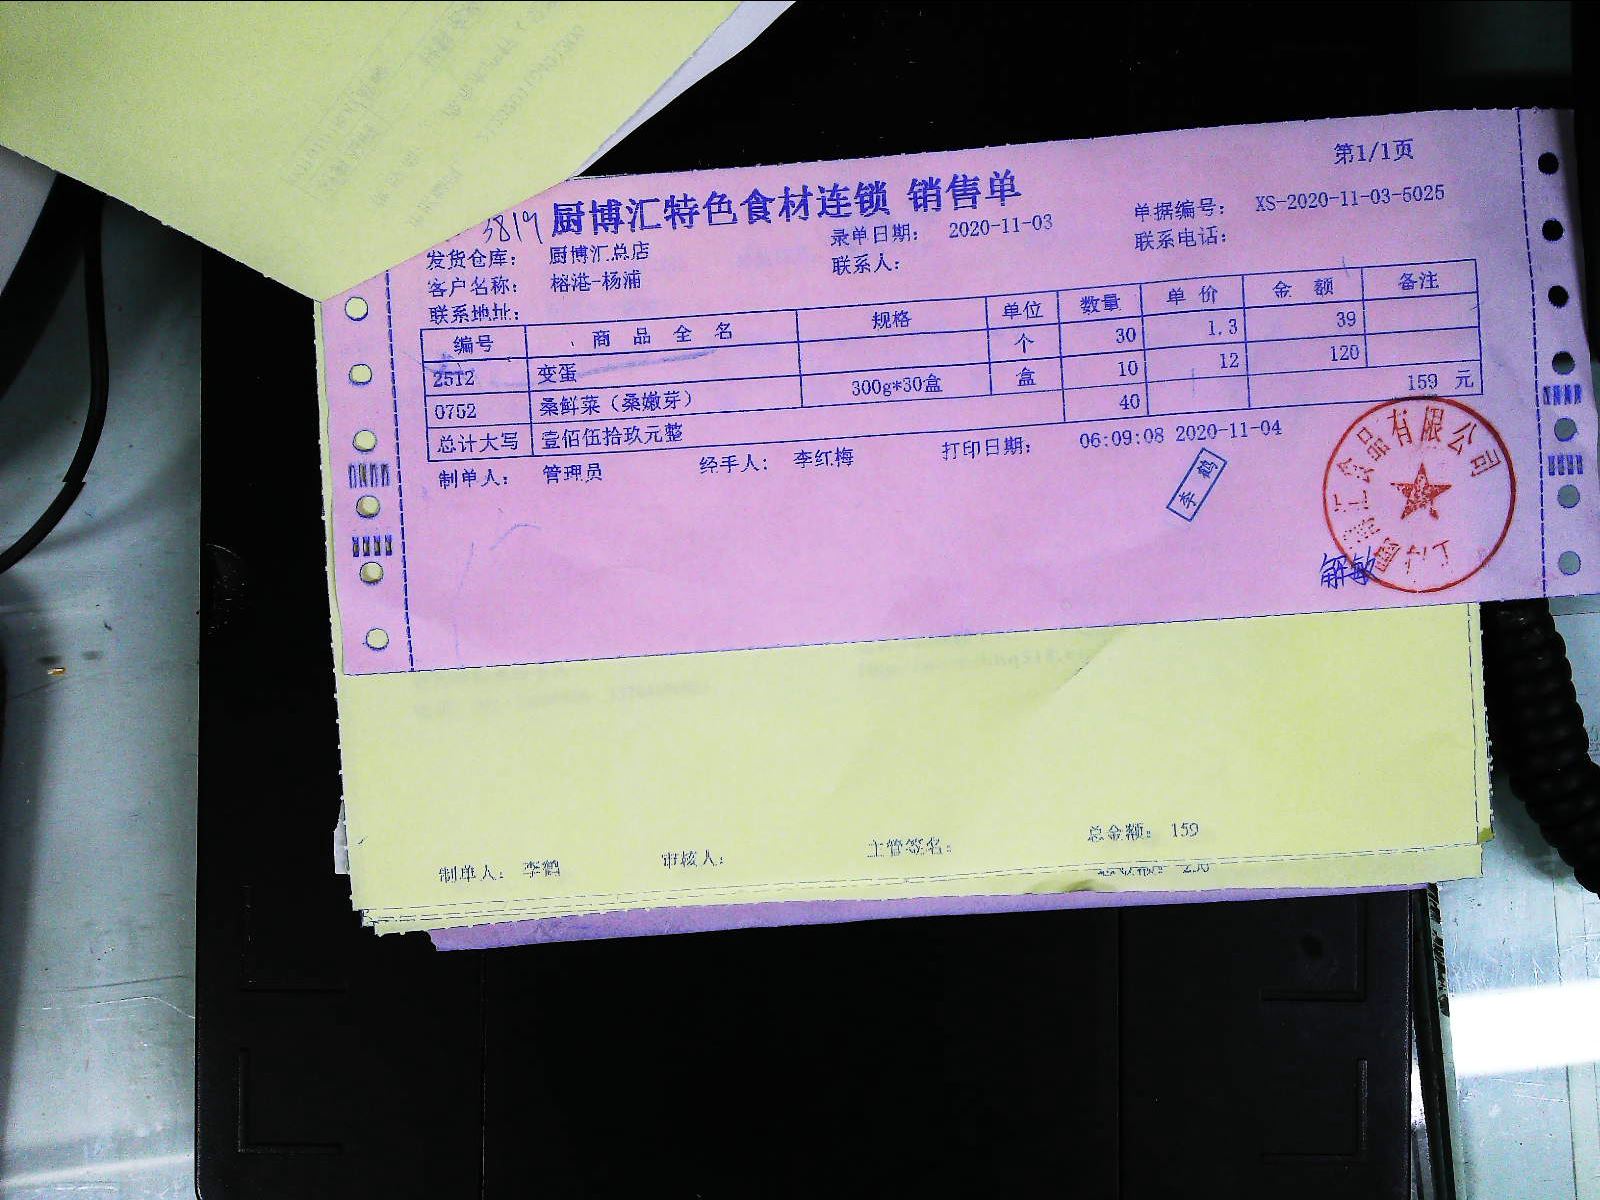 第1/1页
3819 厨博汇特色食材连锁 销售单
发货仓库： 厨博汇总店 录单日期： 2020-11-03 单据编号： XS-2020-11-03-5025
客户名称： 榕港-杨浦 联系人： 联系电话：
联系地址：
编号 商品全名 规格 单位 数量 单价 金额 备注
2512 变蛋 个 30 1.3 39
0752 桑鲜菜（桑嫩芽） 300g*30盒 盒 10 12 120
总计大写 壹佰伍拾玖元整 40 159 元
制单人： 管理员 经手人： 李红梅 打印日期： 06:09:08 2020-11-04
李鹤
食品有限公司
解敏
制单人： 李鹤 审核人： 主管签名： 总金额： 159